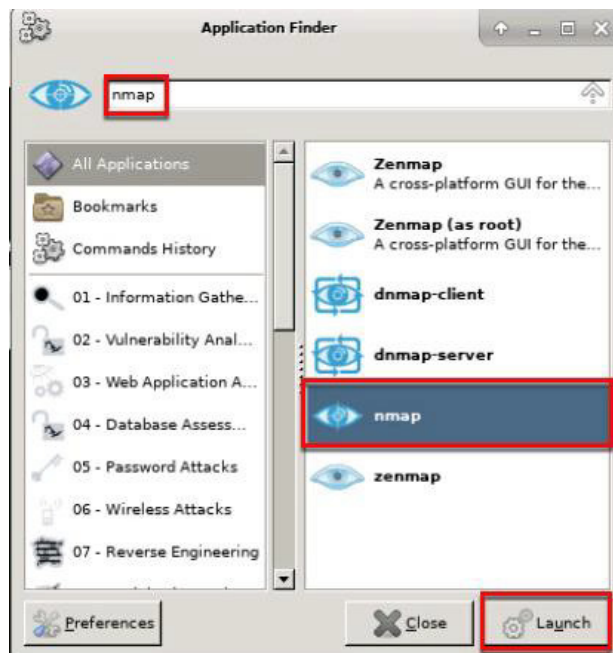 Application Finder
nmap
All Applications
Bookmarks
Commands History
01 - Information Gathe...
02 - Vulnerability Anal...
03 - Web Application A...
04 - Database Assess...
05 - Password Attacks
06 - Wireless Attacks
07 - Reverse Engineering
Zenmap
A cross-platform GUI for the...
Zenmap (as root)
A cross-platform GUI for the...
dnmap-client
dnmap-server
nmap
zenmap
Preferences
Close
Launch